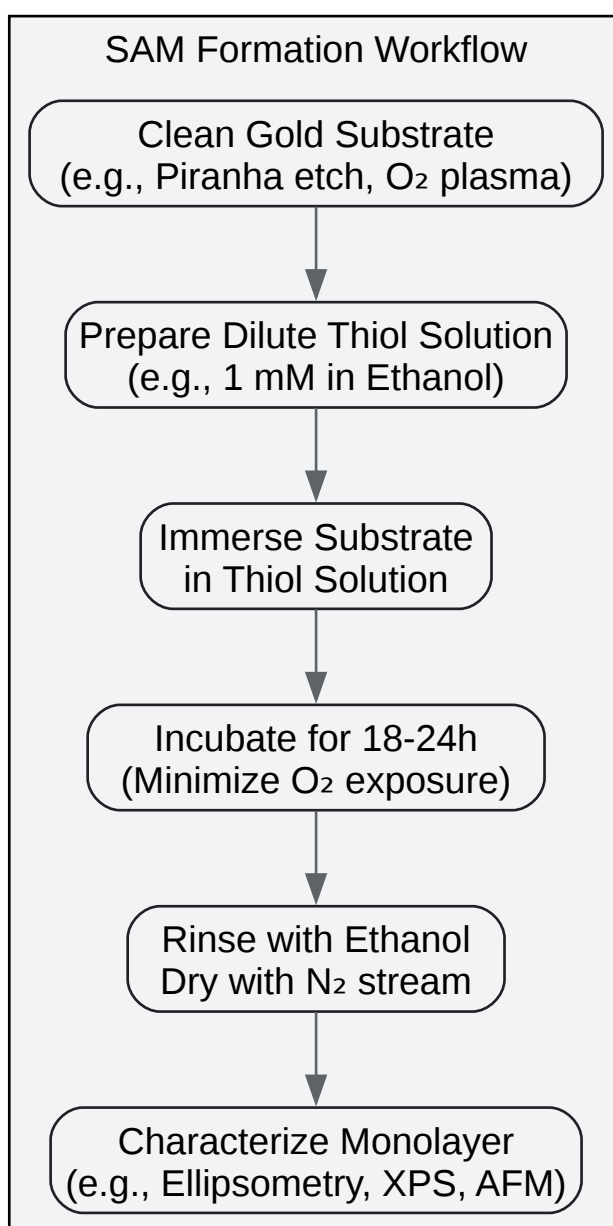 SAM Formation Workflow
Clean Gold Substrate
(e.g., Piranha etch, O₂ plasma)
Prepare Dilute Thiol Solution
(e.g., 1 mM in Ethanol)
Immerse Substrate
in Thiol Solution
Incubate for 18-24h
(Minimize O₂ exposure)
Rinse with Ethanol
Dry with N₂ stream
Characterize Monolayer
(e.g., Ellipsometry, XPS, AFM)